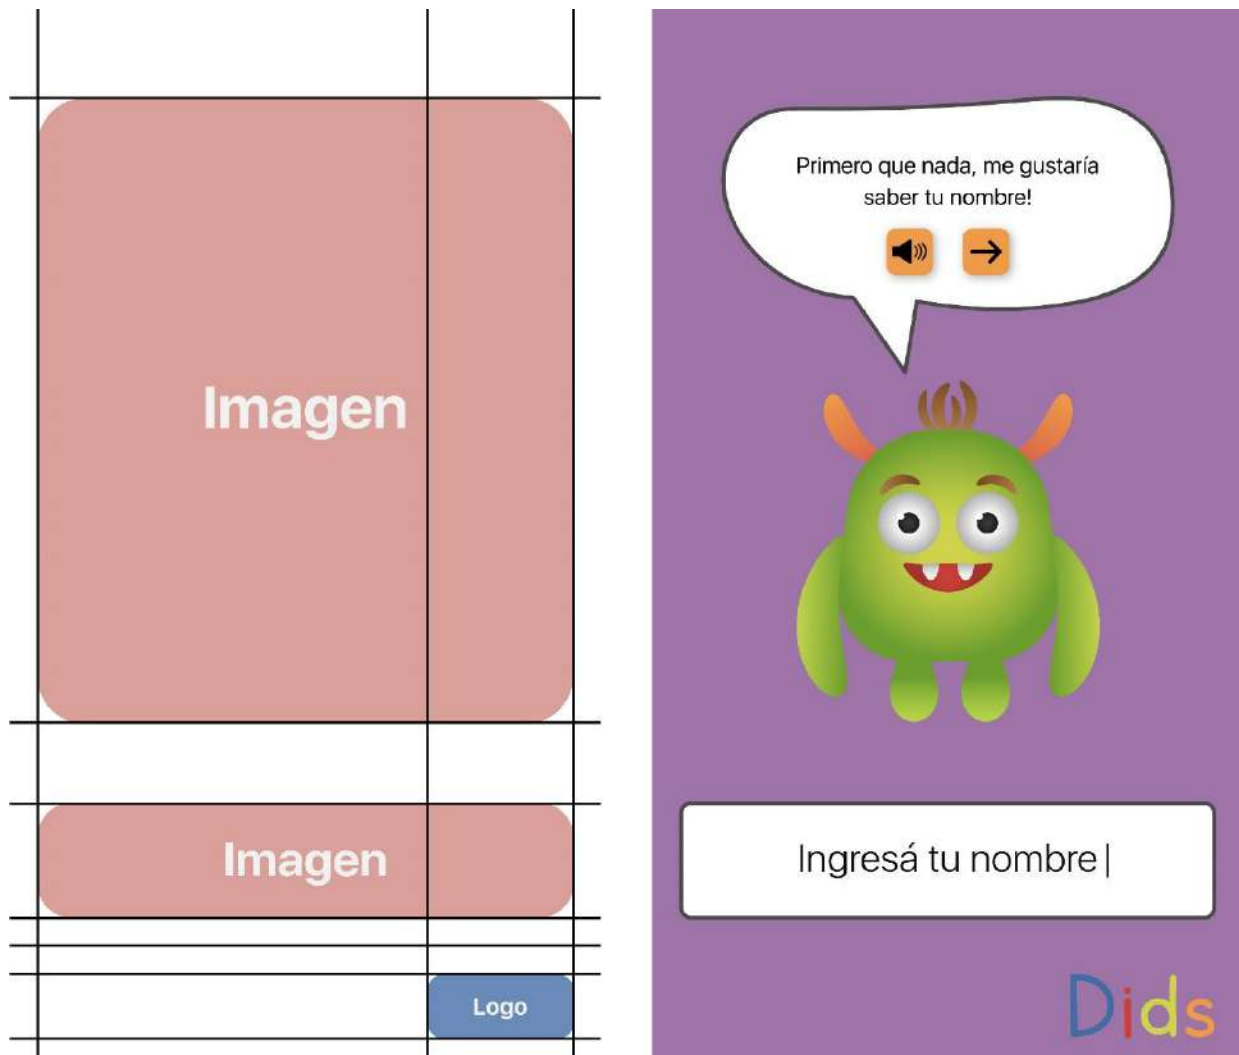 Imagen
Imagen
Logo
Primero que nada, me gustaría
saber tu nombre!
Ingresá tu nombre|
Dids